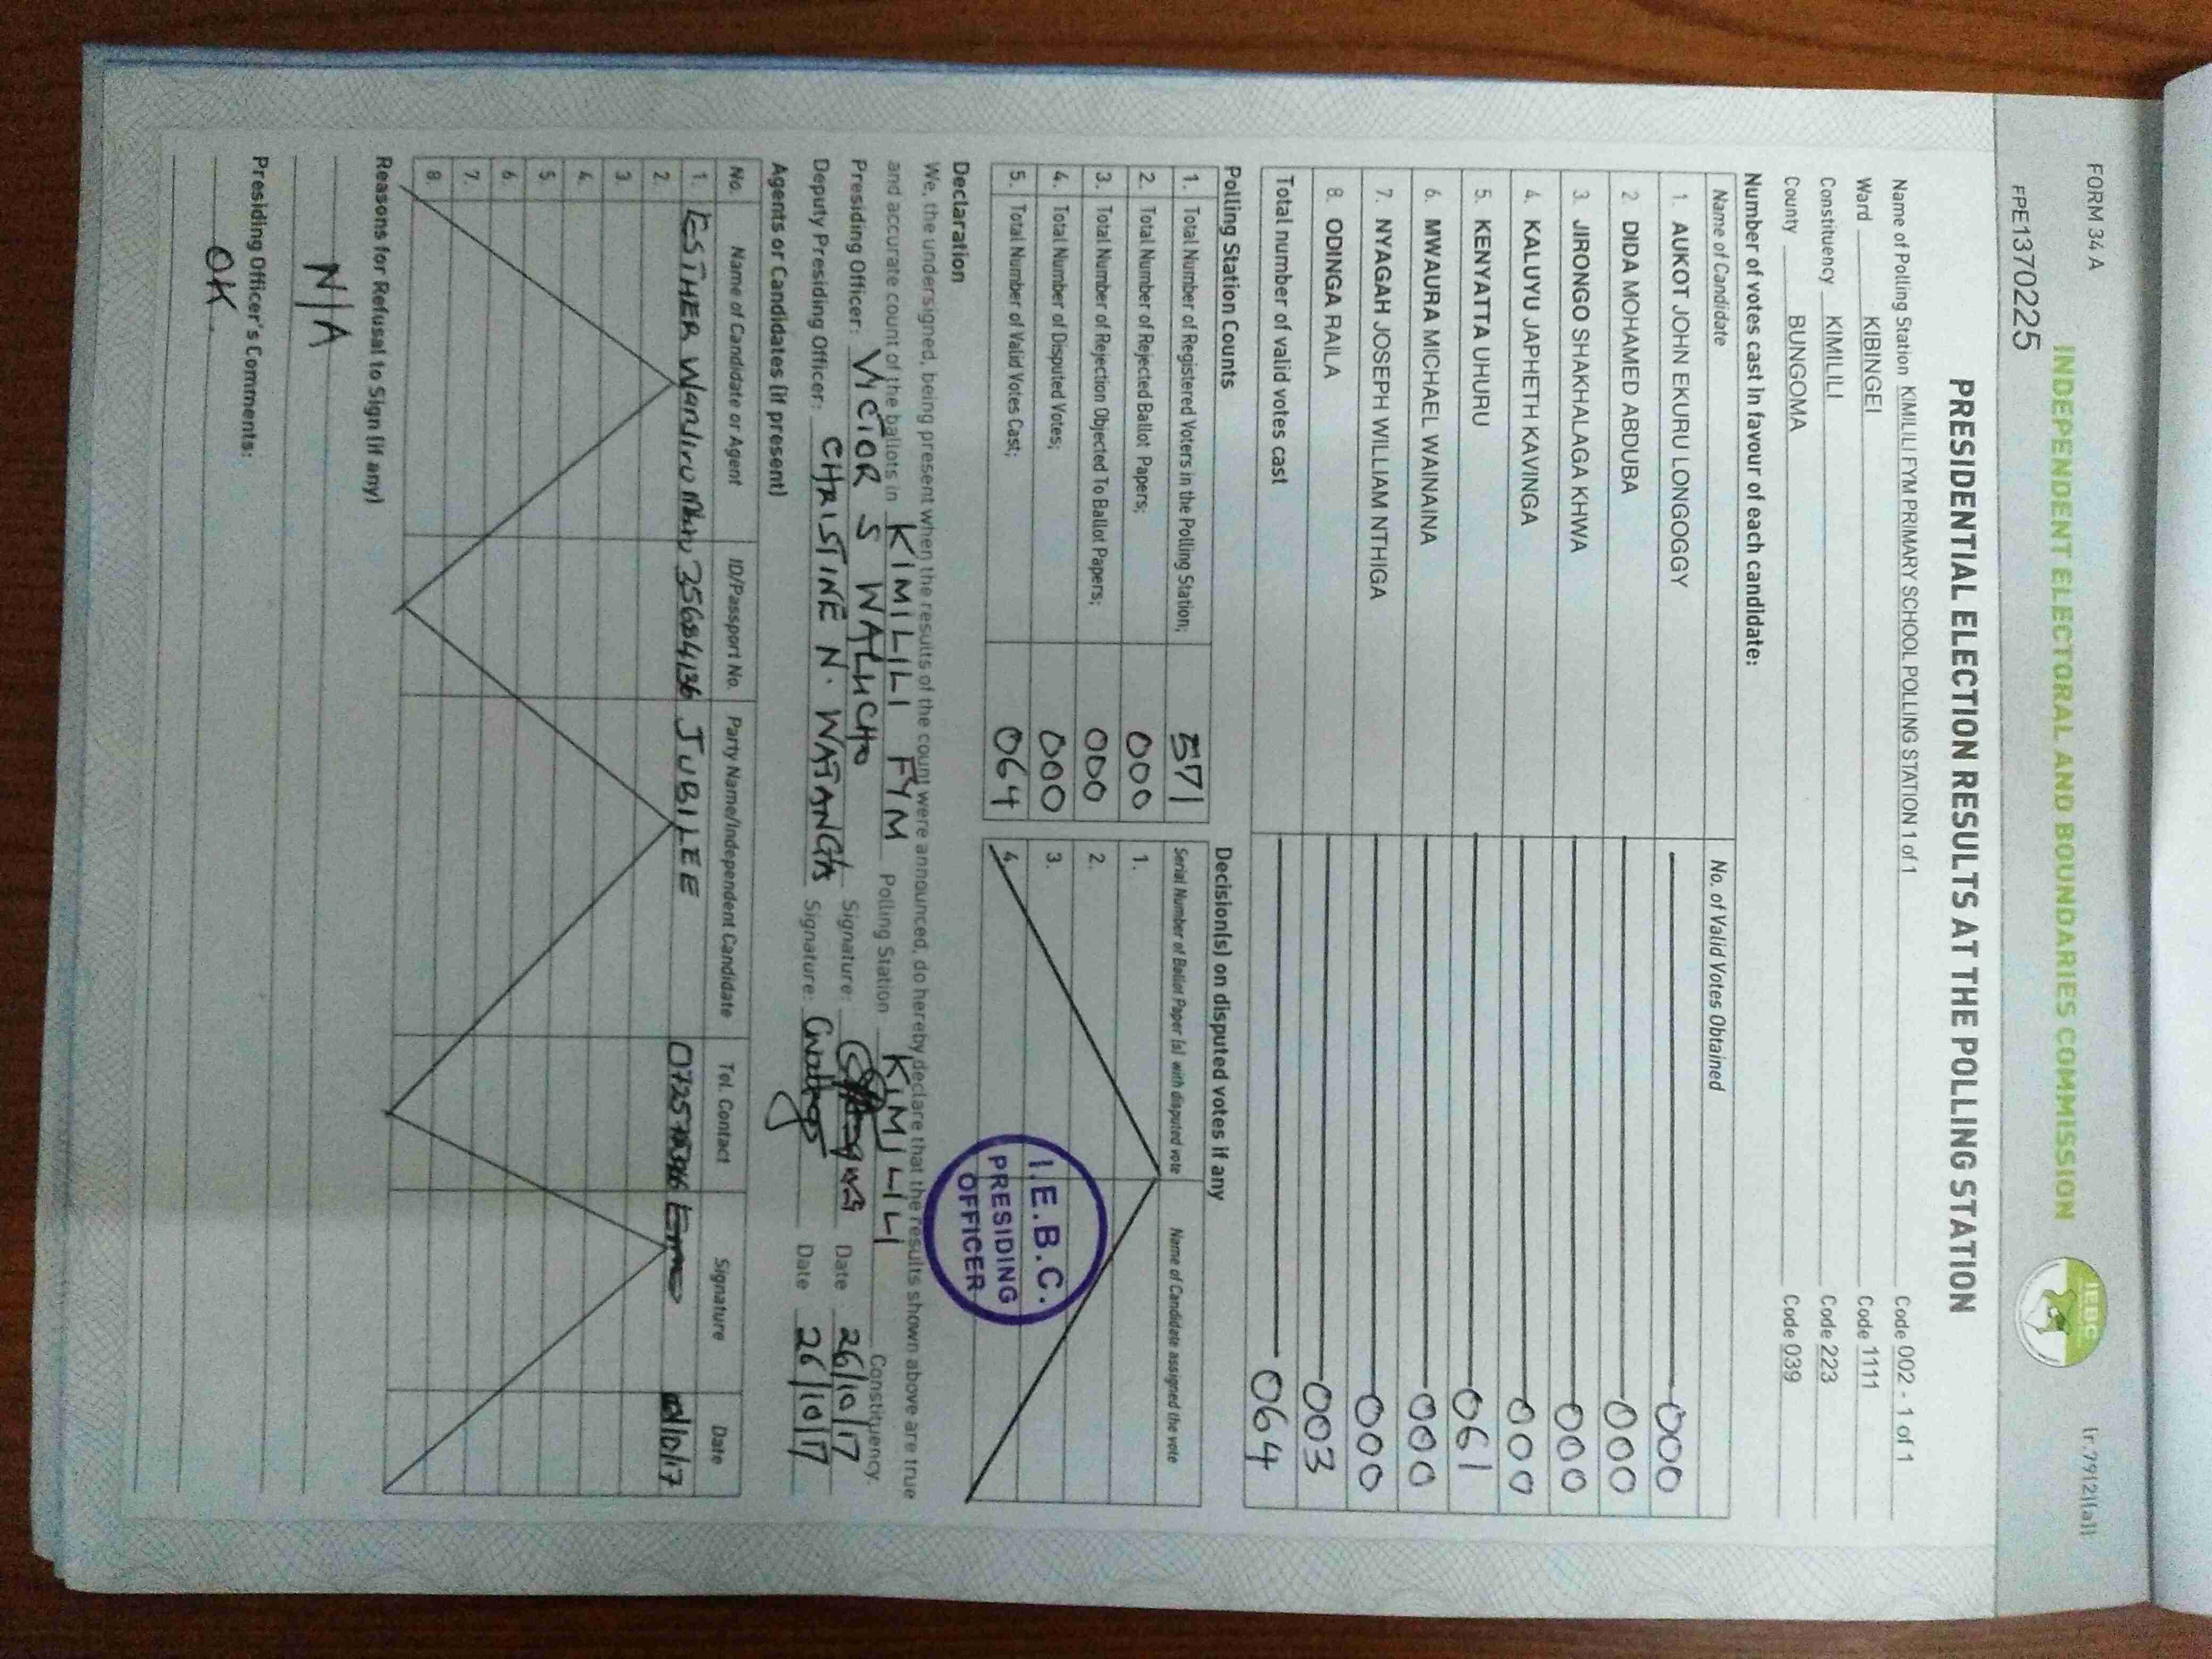 FORM 34 A
(r.79(2)(a))
INDEPENDENT ELECTORAL AND BOUNDARIES COMMISSION
IEBC
FPE1370225
PRESIDENTIAL ELECTION RESULTS AT THE POLLING STATION
Name of Polling Station KIMILILI FYM PRIMARY SCHOOL POLLING STATION 1 of 1 Code 002 - 1 of 1
Ward KIBINGEI Code 1111
Constituency KIMILILI Code 223
County BUNGOMA Code 039
Number of votes cast in favour of each candidate:
Name of Candidate No. of Valid Votes Obtained
1. AUKOT JOHN EKURU LONGOGGY 000
2 DIDA MOHAMED ABDUBA 000
3. JIRONGO SHAKHALAGA KHWA 000
4. KALUYU JAPHETH KAVINGA 000
5. KENYATTA UHURU 061
6. MWAURA MICHAEL WAINAINA 000
7. NYAGAH JOSEPH WILLIAM NTHIGA 000
8. ODINGA RAILA 003
Total number of valid votes cast 064
Polling Station Counts
1. Total Number of Registered Voters in the Polling Station; 571
2. Total Number of Rejected Ballot Papers; 000
3. Total Number of Rejection Objected To Ballot Papers; 000
4. Total Number of Disputed Votes; 000
5. Total Number of Valid Votes Cast; 064
Decision(s) on disputed votes if any
Serial Number of Ballot Paper (s) with disputed vote Name of Candidate assigned the vote
1.
2.
3.
4.
I.E.B.C.
PRESIDING
OFFICER
Declaration
We, the undersigned, being present when the results of the count were announced, do hereby declare that the results shown above are true
and accurate count of the ballots in KIMILILI FYM Polling Station KIMILILI Constituency.
Presiding Officer: VICTOR S WALUCHO Signature: Date 26/10/17
Deputy Presiding Officer: CHRISTINE N. WATANGA Signature: Date 26/10/17
Agents or Candidates (if present)
No. Name of Candidate or Agent ID/Passport No. Party Name/Independent Candidate Tel. Contact Signature Date
1. ESTHER Wanjiru JUBILEE
2.
3.
4.
5.
6.
7.
8.
Reasons for Refusal to Sign (if any)
N/A
Presiding Officer's Comments:
OK